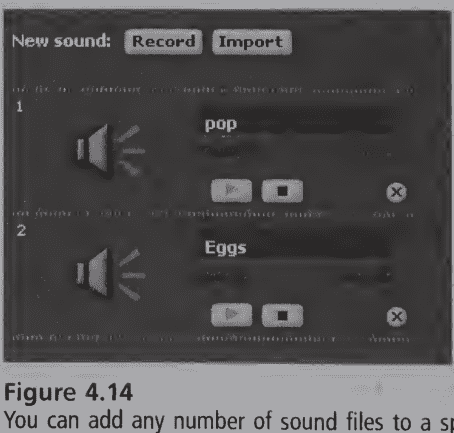 New sound: Record Import
1
pop
2
Eggs
Figure 4.14
You can add any number of sound files to a